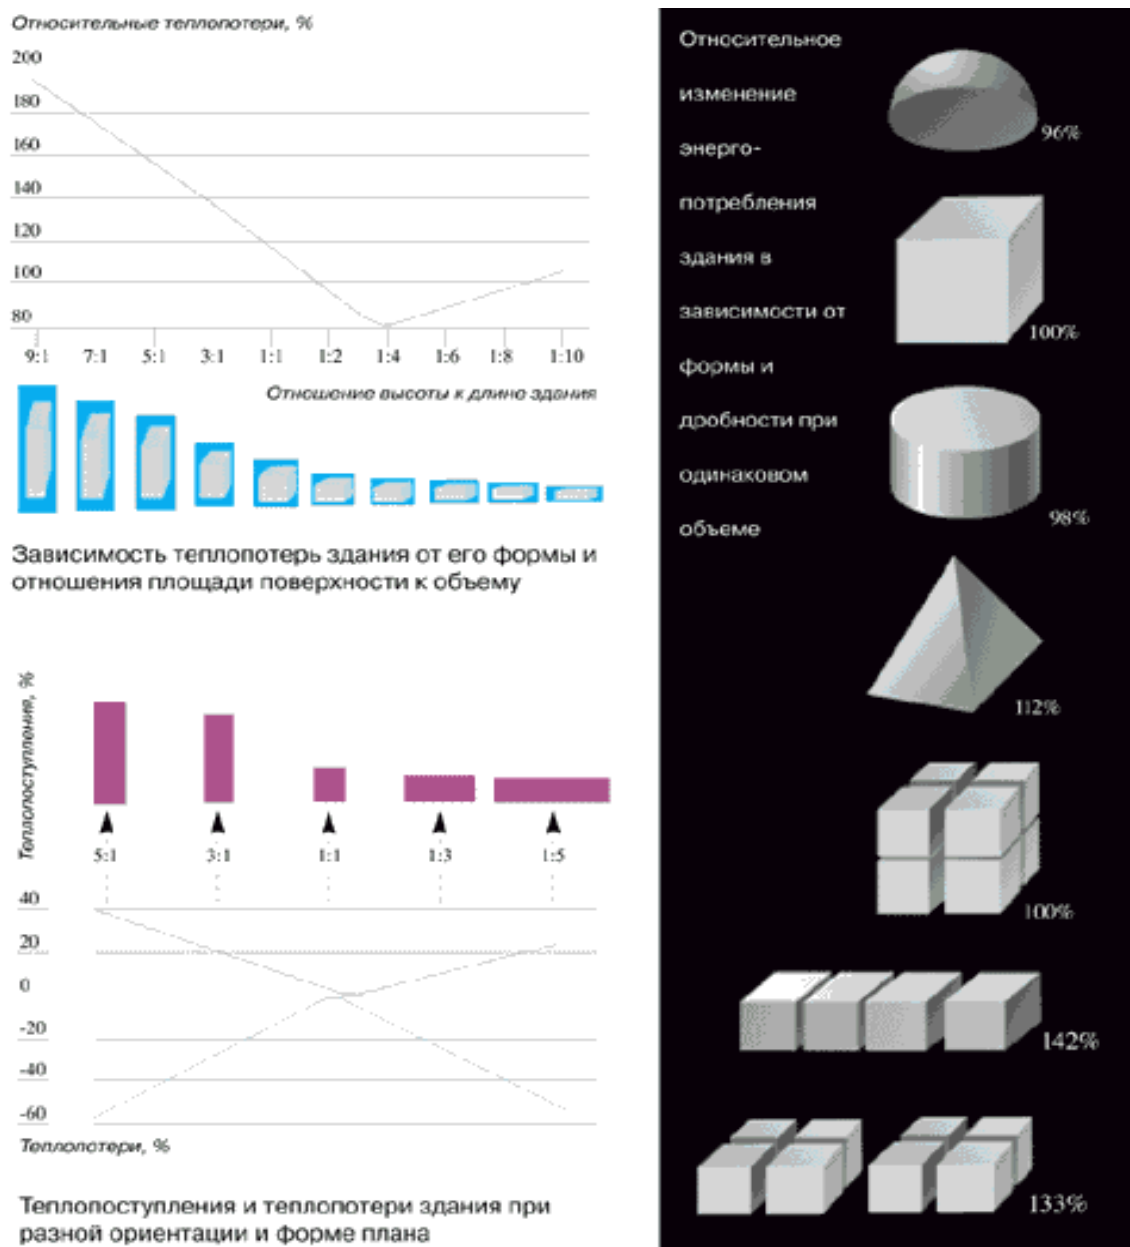 Относительные теплопотери, %
200
180
160
140
120
100
80
9:1 7:1 5:1 3:1 1:1 1:2 1:4 1:6 1:8 1:10
Отношение высоты к длине здания
Зависимость теплопотерь здания от его формы и
отношения площади поверхности к объему
Теплопоступления, %
5:1 3:1 1:1 1:3 1:5
40
20
0
-20
-40
-60
Теплопотери, %
Теплопоступления и теплопотери здания при
разной ориентации и форме плана
Относительное
изменение
энерго-
потребления
здания в
зависимости от
формы и
дробности при
одинаковом
объеме
96%
100%
98%
112%
100%
142%
133%